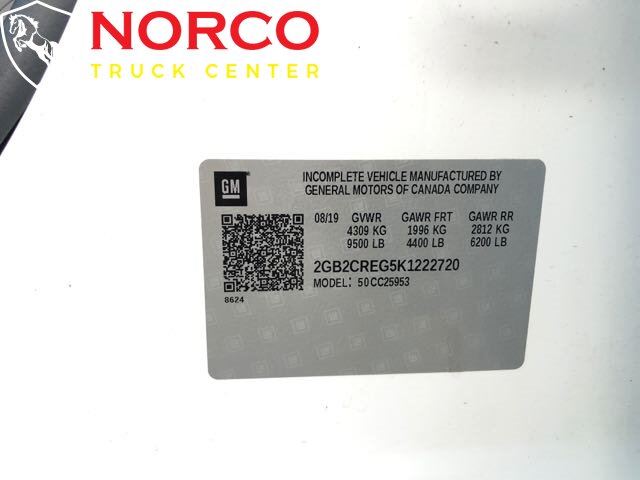 NORCO
TRUCK CENTER
GM
INCOMPLETE VEHICLE MANUFACTURED BY
GENERAL MOTORS OF CANADA COMPANY
08/19 GVWR GAWR FRT GAWR RR
4309 KG 1996 KG 2812 KG
9500 LB 4400 LB 6200 LB
2GB2CREG5K1222720
MODEL: 50CC25953
8624